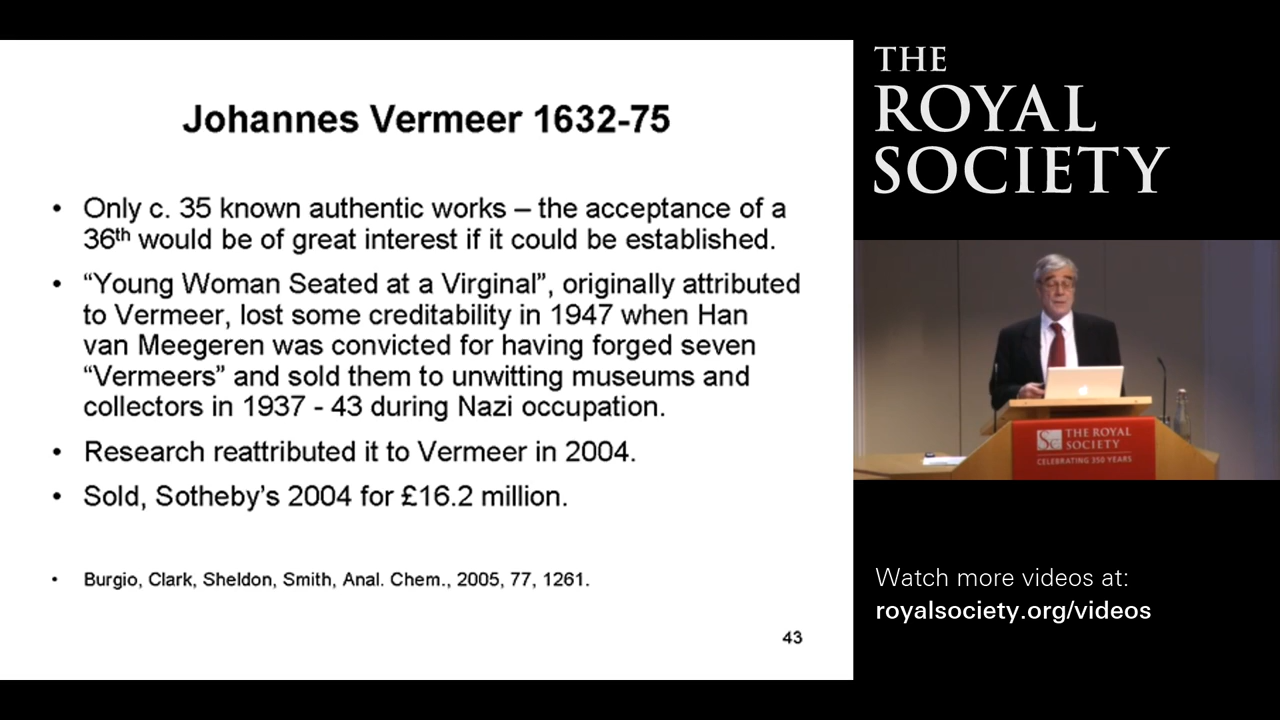 Johannes Vermeer 1632-75
• Only c. 35 known authentic works – the acceptance of a
36th would be of great interest if it could be established.
• “Young Woman Seated at a Virginal”, originally attributed
to Vermeer, lost some creditability in 1947 when Han
van Meegeren was convicted for having forged seven
“Vermeers” and sold them to unwitting museums and
collectors in 1937 - 43 during Nazi occupation.
• Research reattributed it to Vermeer in 2004.
• Sold, Sotheby’s 2004 for £16.2 million.
• Burgio, Clark, Sheldon, Smith, Anal. Chem., 2005, 77, 1261.
43
THE
ROYAL
SOCIETY
THE ROYAL
SOCIETY
CELEBRATING 350 YEARS
Watch more videos at:
royalsociety.org/videos